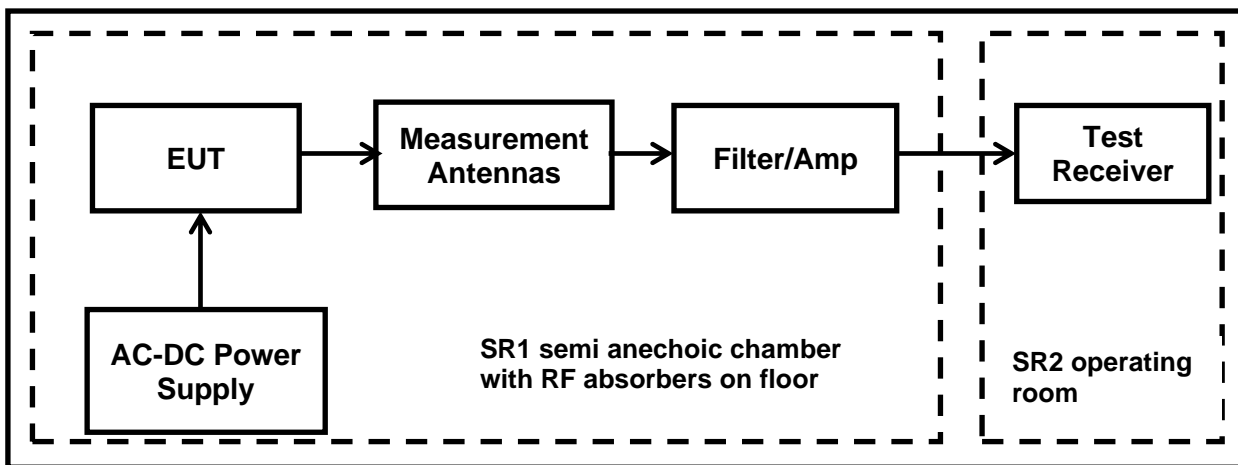 EUT
Measurement
Antennas
Filter/Amp
Test
Receiver
AC-DC Power
Supply
SR1 semi anechoic chamber
with RF absorbers on floor
SR2 operating
room